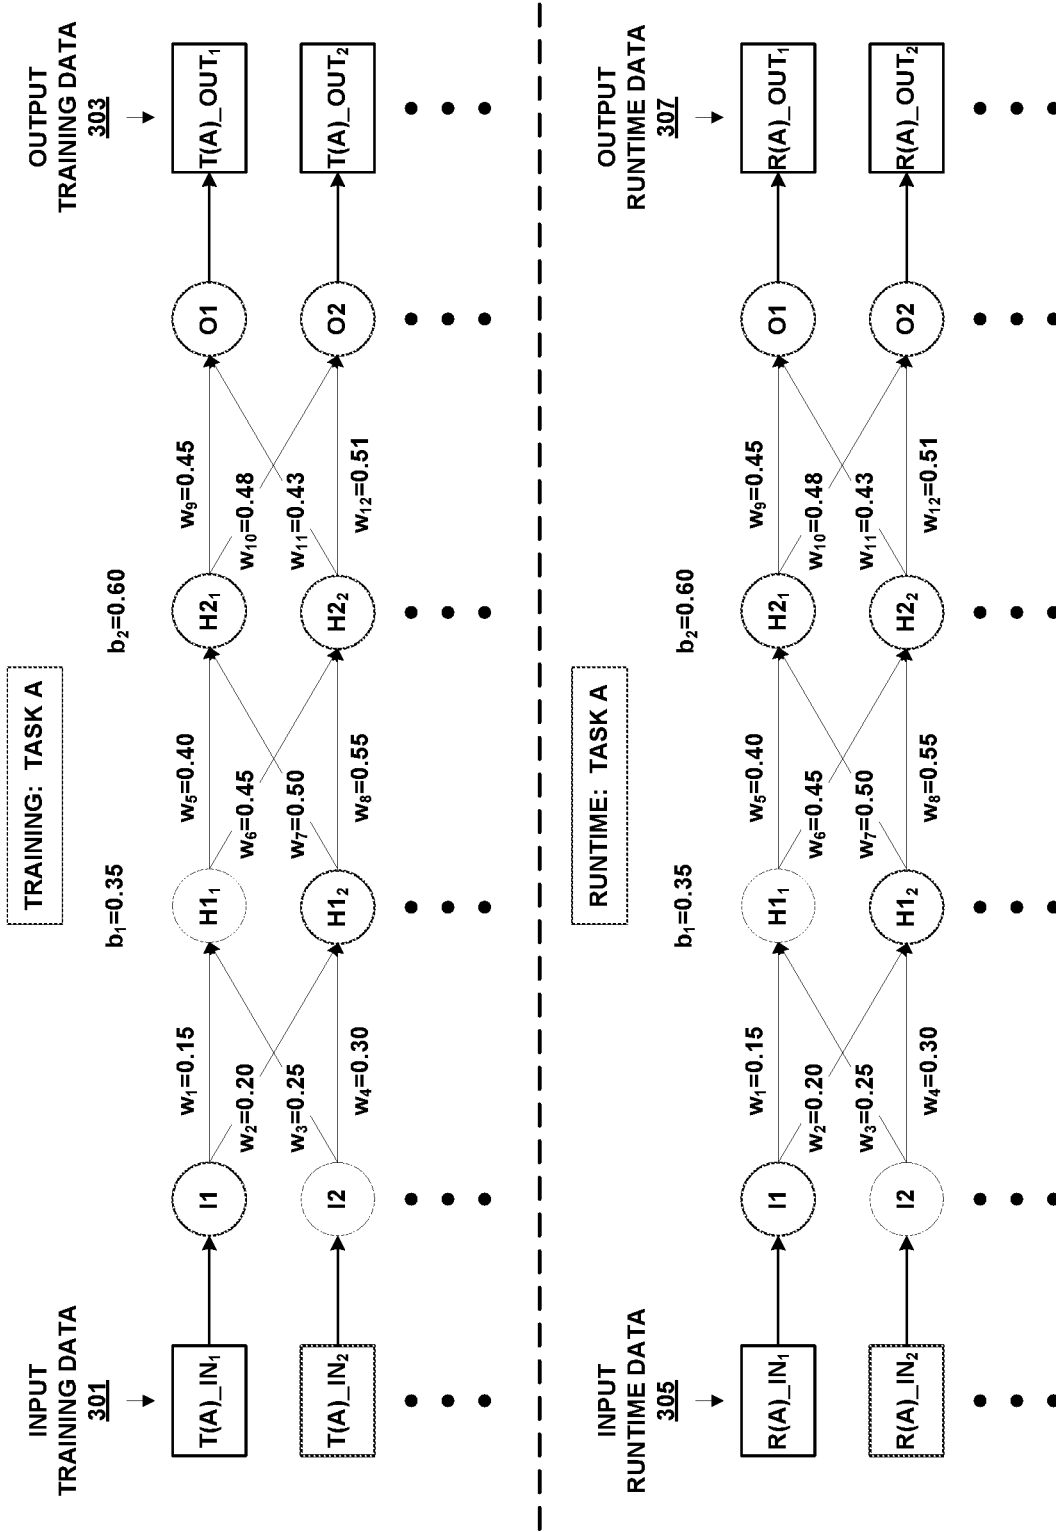 TRAINING:  TASK A
INPUT
TRAINING DATA
301
OUTPUT
TRAINING DATA
303
b₁=0.35
b₂=0.60
T(A)_IN₁
I1
w₁=0.15
H1₁
w₅=0.40
H2₁
w₉=0.45
O1
T(A)_OUT₁
w₂=0.20
w₆=0.45
w₁₀=0.48
w₃=0.25
w₇=0.50
w₁₁=0.43
T(A)_IN₂
I2
w₄=0.30
H1₂
w₈=0.55
H2₂
w₁₂=0.51
O2
T(A)_OUT₂
RUNTIME:  TASK A
INPUT
RUNTIME DATA
305
OUTPUT
RUNTIME DATA
307
b₁=0.35
b₂=0.60
R(A)_IN₁
I1
w₁=0.15
H1₁
w₅=0.40
H2₁
w₉=0.45
O1
R(A)_OUT₁
w₂=0.20
w₆=0.45
w₁₀=0.48
w₃=0.25
w₇=0.50
w₁₁=0.43
R(A)_IN₂
I2
w₄=0.30
H1₂
w₈=0.55
H2₂
w₁₂=0.51
O2
R(A)_OUT₂